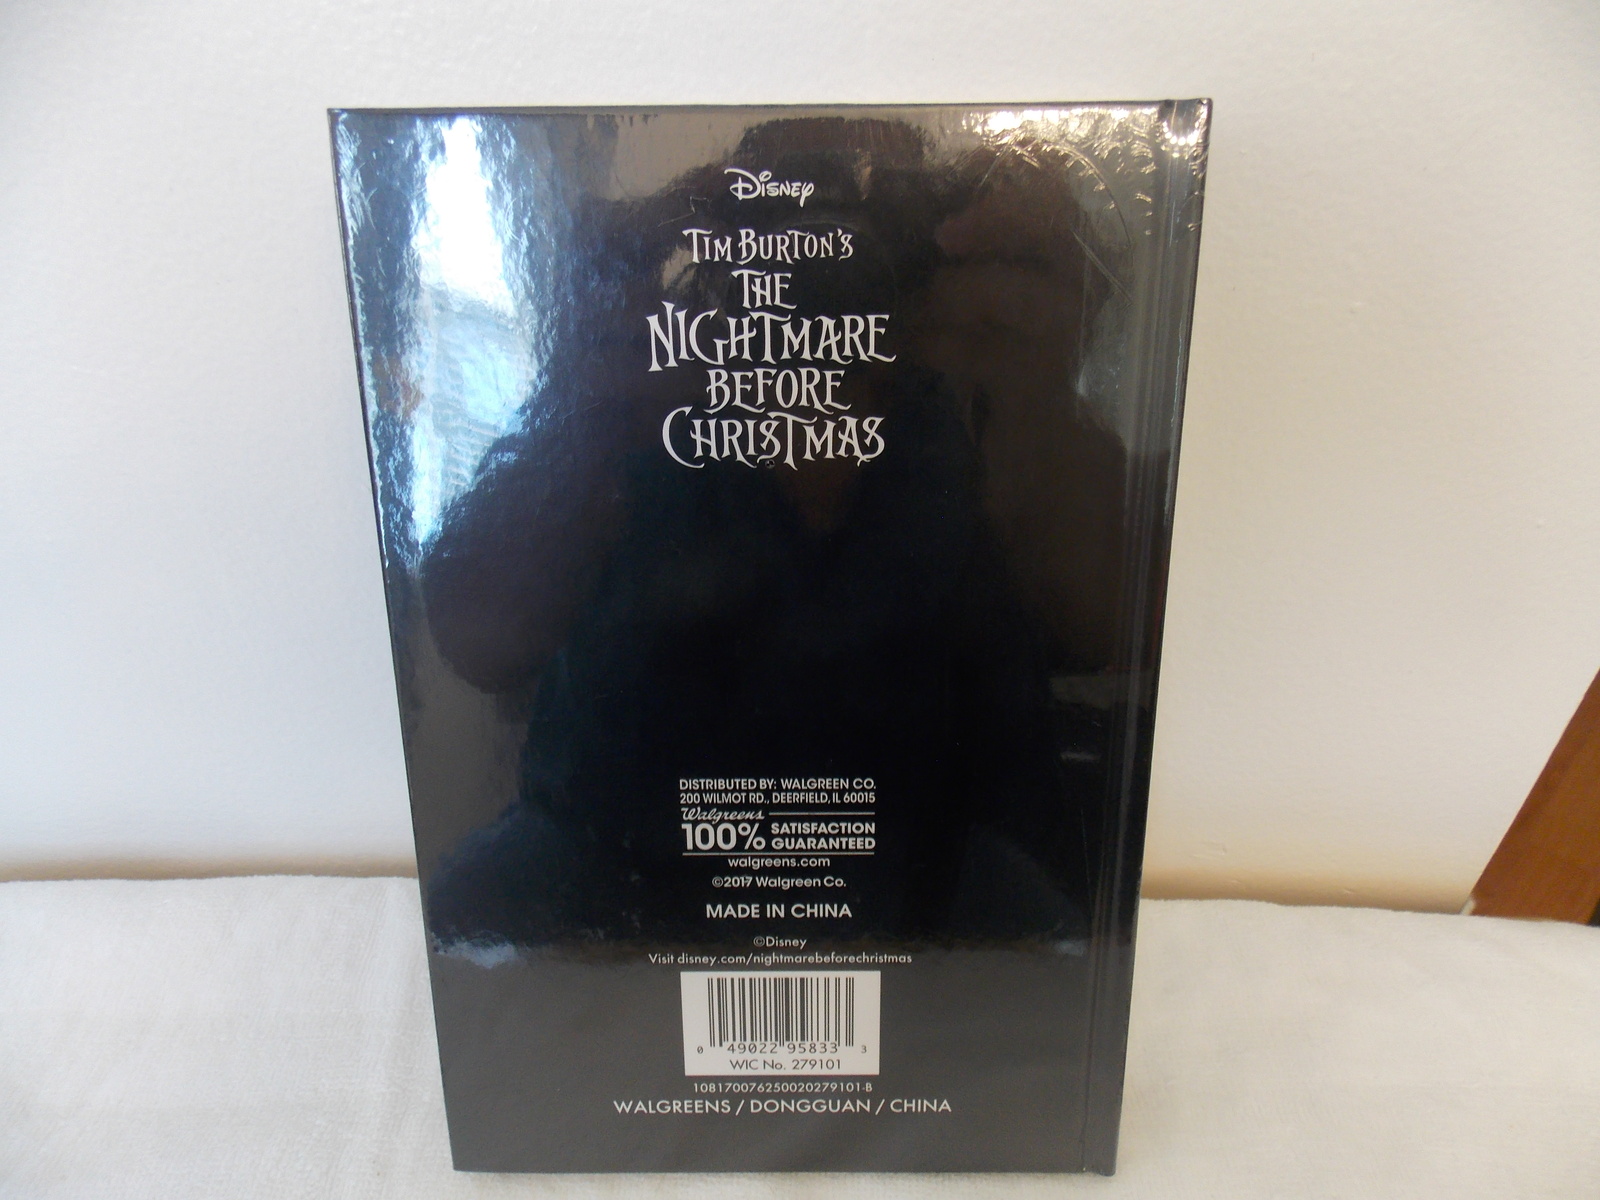 Disney
TIM BURTON'S
THE
NIGHTMARE
BEFORE
CHRISTMAS
DISTRIBUTED BY: WALGREEN CO.
200 WILMOT RD., DEERFIELD, IL 60015
Walgreens
100% SATISFACTION
GUARANTEED
walgreens.com
©2017 Walgreen Co.
MADE IN CHINA
©Disney
Visit disney.com/nightmarebeforechristmas
0 49022 95833 3
WIC No. 279101
108170076250020279101-B
WALGREENS / DONGGUAN / CHINA